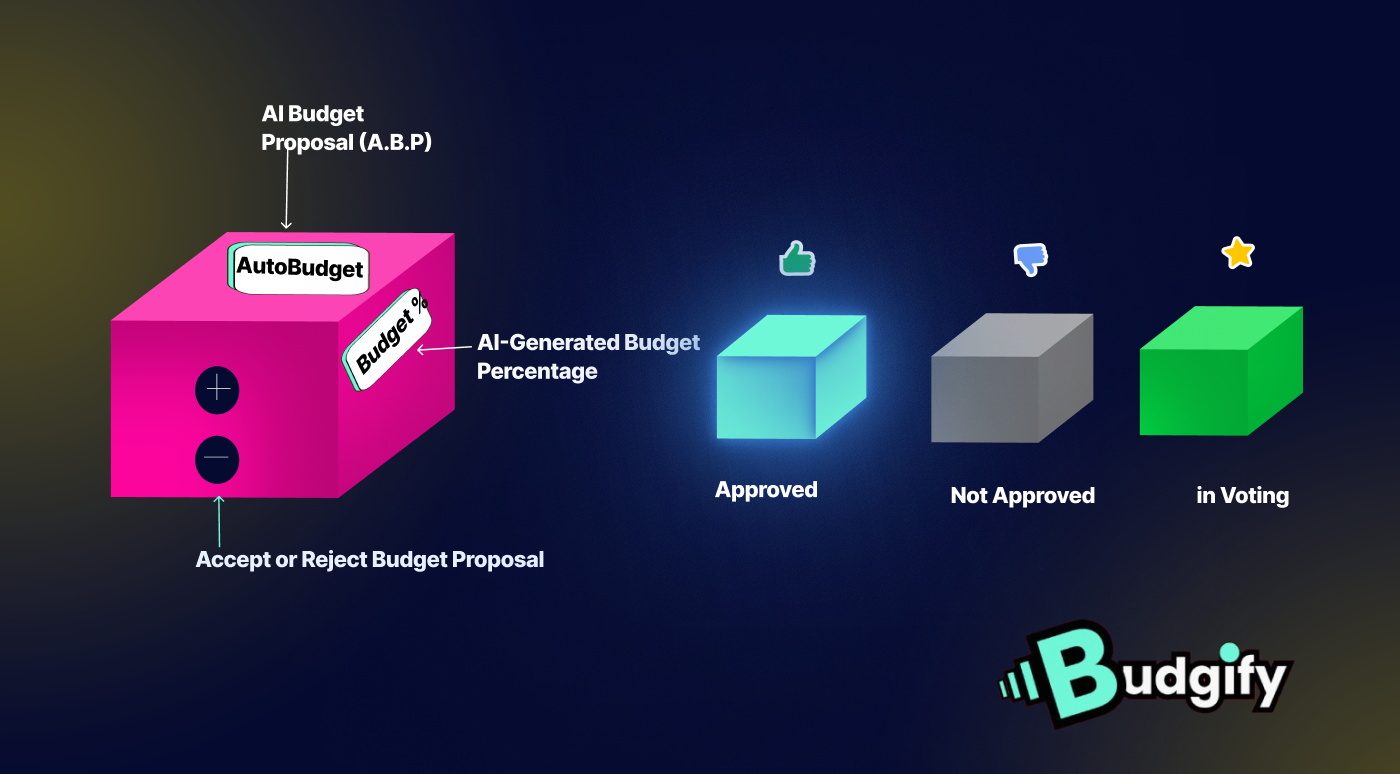 AI Budget
Proposal (A.B.P)
AutoBudget
Budget %
AI-Generated Budget
Percentage
Accept or Reject Budget Proposal
Approved
Not Approved
in Voting
Budgify